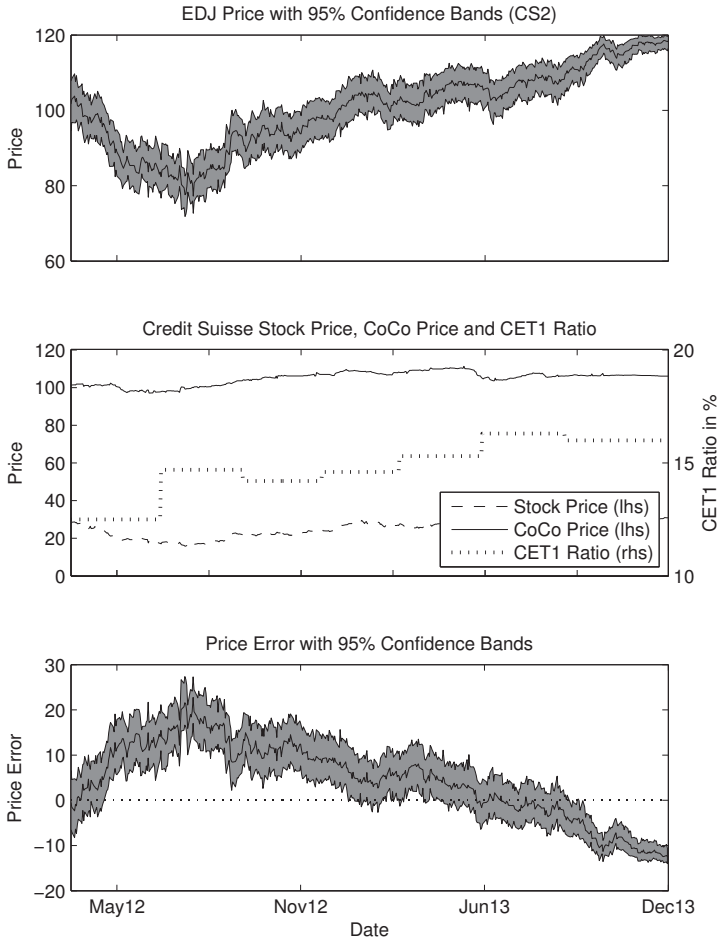 EDJ Price with 95% Confidence Bands (CS2)
120
100
80
60
Price
Credit Suisse Stock Price, CoCo Price and CET1 Ratio
120
100
80
60
40
20
0
Price
20
15
10
CET1 Ratio in %
Stock Price (lhs)
CoCo Price (lhs)
CET1 Ratio (rhs)
Price Error with 95% Confidence Bands
30
20
10
0
−10
−20
Price Error
May12 Nov12 Jun13 Dec13
Date